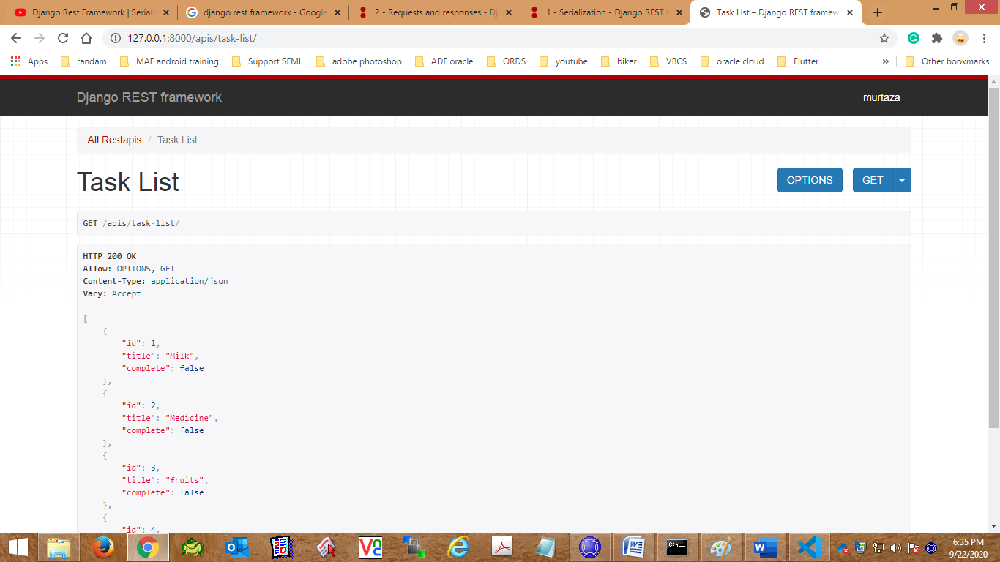 Django Rest Framework | Seriali
django rest framework - Google
2 - Requests and responses - Dj
1 - Serialization - Django REST f
Task List – Django REST framew
127.0.0.1:8000/apis/task-list/
Apps
randam
MAF android training
Support SFML
adobe photoshop
ADF oracle
ORDS
youtube
biker
VBCS
oracle cloud
Flutter
»
Other bookmarks
Django REST framework
murtaza
All Restapis / Task List
Task List
OPTIONS
GET
GET /apis/task-list/
HTTP 200 OK
Allow: OPTIONS, GET
Content-Type: application/json
Vary: Accept
[
{
"id": 1,
"title": "Milk",
"complete": false
},
{
"id": 2,
"title": "Medicine",
"complete": false
},
{
"id": 3,
"title": "fruits",
"complete": false
},
{
"id": 4,
6:35 PM
9/22/2020